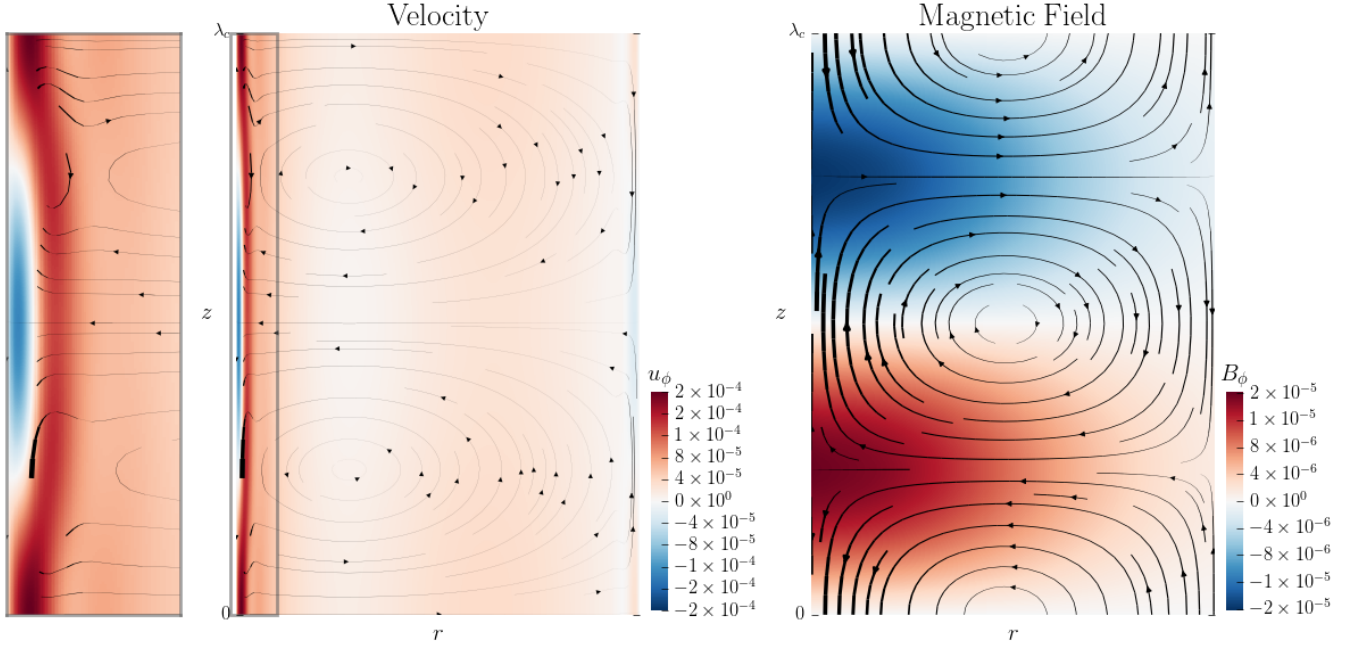 Velocity
λc
z
0
r
uϕ
2 × 10⁻⁴
2 × 10⁻⁴
1 × 10⁻⁴
8 × 10⁻⁵
4 × 10⁻⁵
0 × 10⁰
−4 × 10⁻⁵
−8 × 10⁻⁵
−1 × 10⁻⁴
−2 × 10⁻⁴
−2 × 10⁻⁴
Magnetic Field
λc
z
0
r
Bϕ
2 × 10⁻⁵
1 × 10⁻⁵
8 × 10⁻⁶
4 × 10⁻⁶
0 × 10⁰
−4 × 10⁻⁶
−8 × 10⁻⁶
−1 × 10⁻⁵
−2 × 10⁻⁵